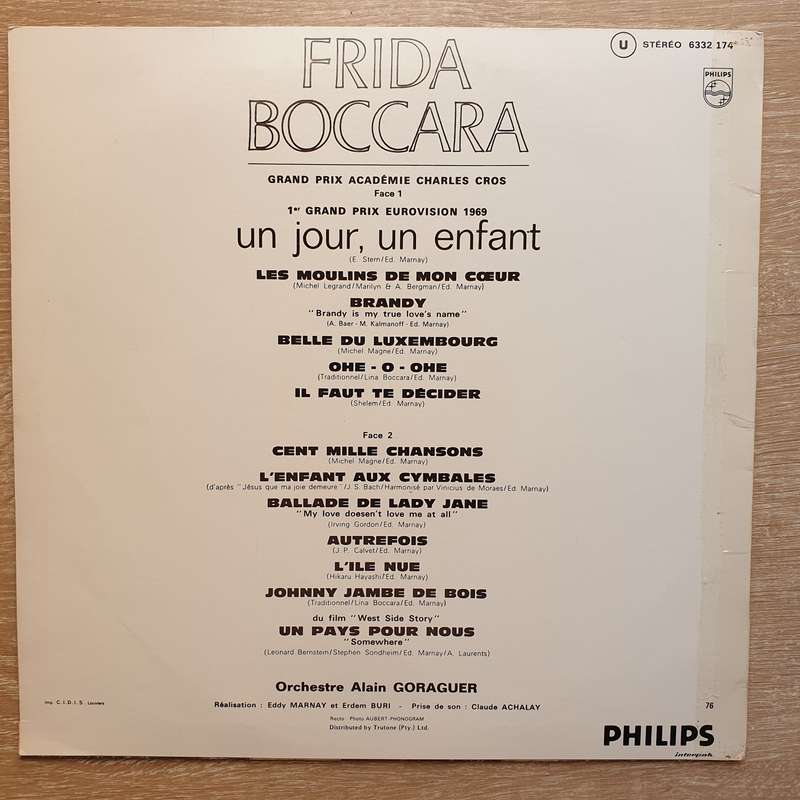 U STÉRÉO 6332 174
PHILIPS
FRIDA
BOCCARA
GRAND PRIX ACADÉMIE CHARLES CROS
Face 1
1er GRAND PRIX EUROVISION 1969
un jour, un enfant
(E. Stern/Ed. Marnay)
LES MOULINS DE MON CŒUR
(Michel Legrand/Marilyn & A. Bergman/Ed. Marnay)
BRANDY
"Brandy is my true love's name"
(A. Baer - M. Kalmanoff - Ed. Marnay)
BELLE DU LUXEMBOURG
(Michel Magne/Ed. Marnay)
OHE - O - OHE
(Traditionnel/Lina Boccara/Ed. Marnay)
IL FAUT TE DÉCIDER
(Shelem/Ed. Marnay)
Face 2
CENT MILLE CHANSONS
(Michel Magne/Ed. Marnay)
L'ENFANT AUX CYMBALES
(d'après "Jésus que ma joie demeure"/J. S. Bach/Harmonisé par Vinicius de Moraes/Ed. Marnay)
BALLADE DE LADY JANE
"My love doesen't love me at all"
(Irving Gordon/Ed. Marnay)
AUTREFOIS
(J. P. Calvet/Ed. Marnay)
L'ILE NUE
(Hikaru Hayashi/Ed. Marnay)
JOHNNY JAMBE DE BOIS
(Traditionnel/Lina Boccara/Ed. Marnay)
du film "West Side Story"
UN PAYS POUR NOUS
"Somewhere"
(Leonard Bernstein/Stephen Sondheim/Ed. Marnay/A. Laurents)
Orchestre Alain GORAGUER
Imp. C.I.D.I.S. Louviers
Réalisation : Eddy MARNAY et Erdem BURI - Prise de son : Claude ACHALAY
76
Recto : Photo AUBERT-PHONOGRAM
Distributed by Trutone (Pty.) Ltd.
PHILIPS
interpak